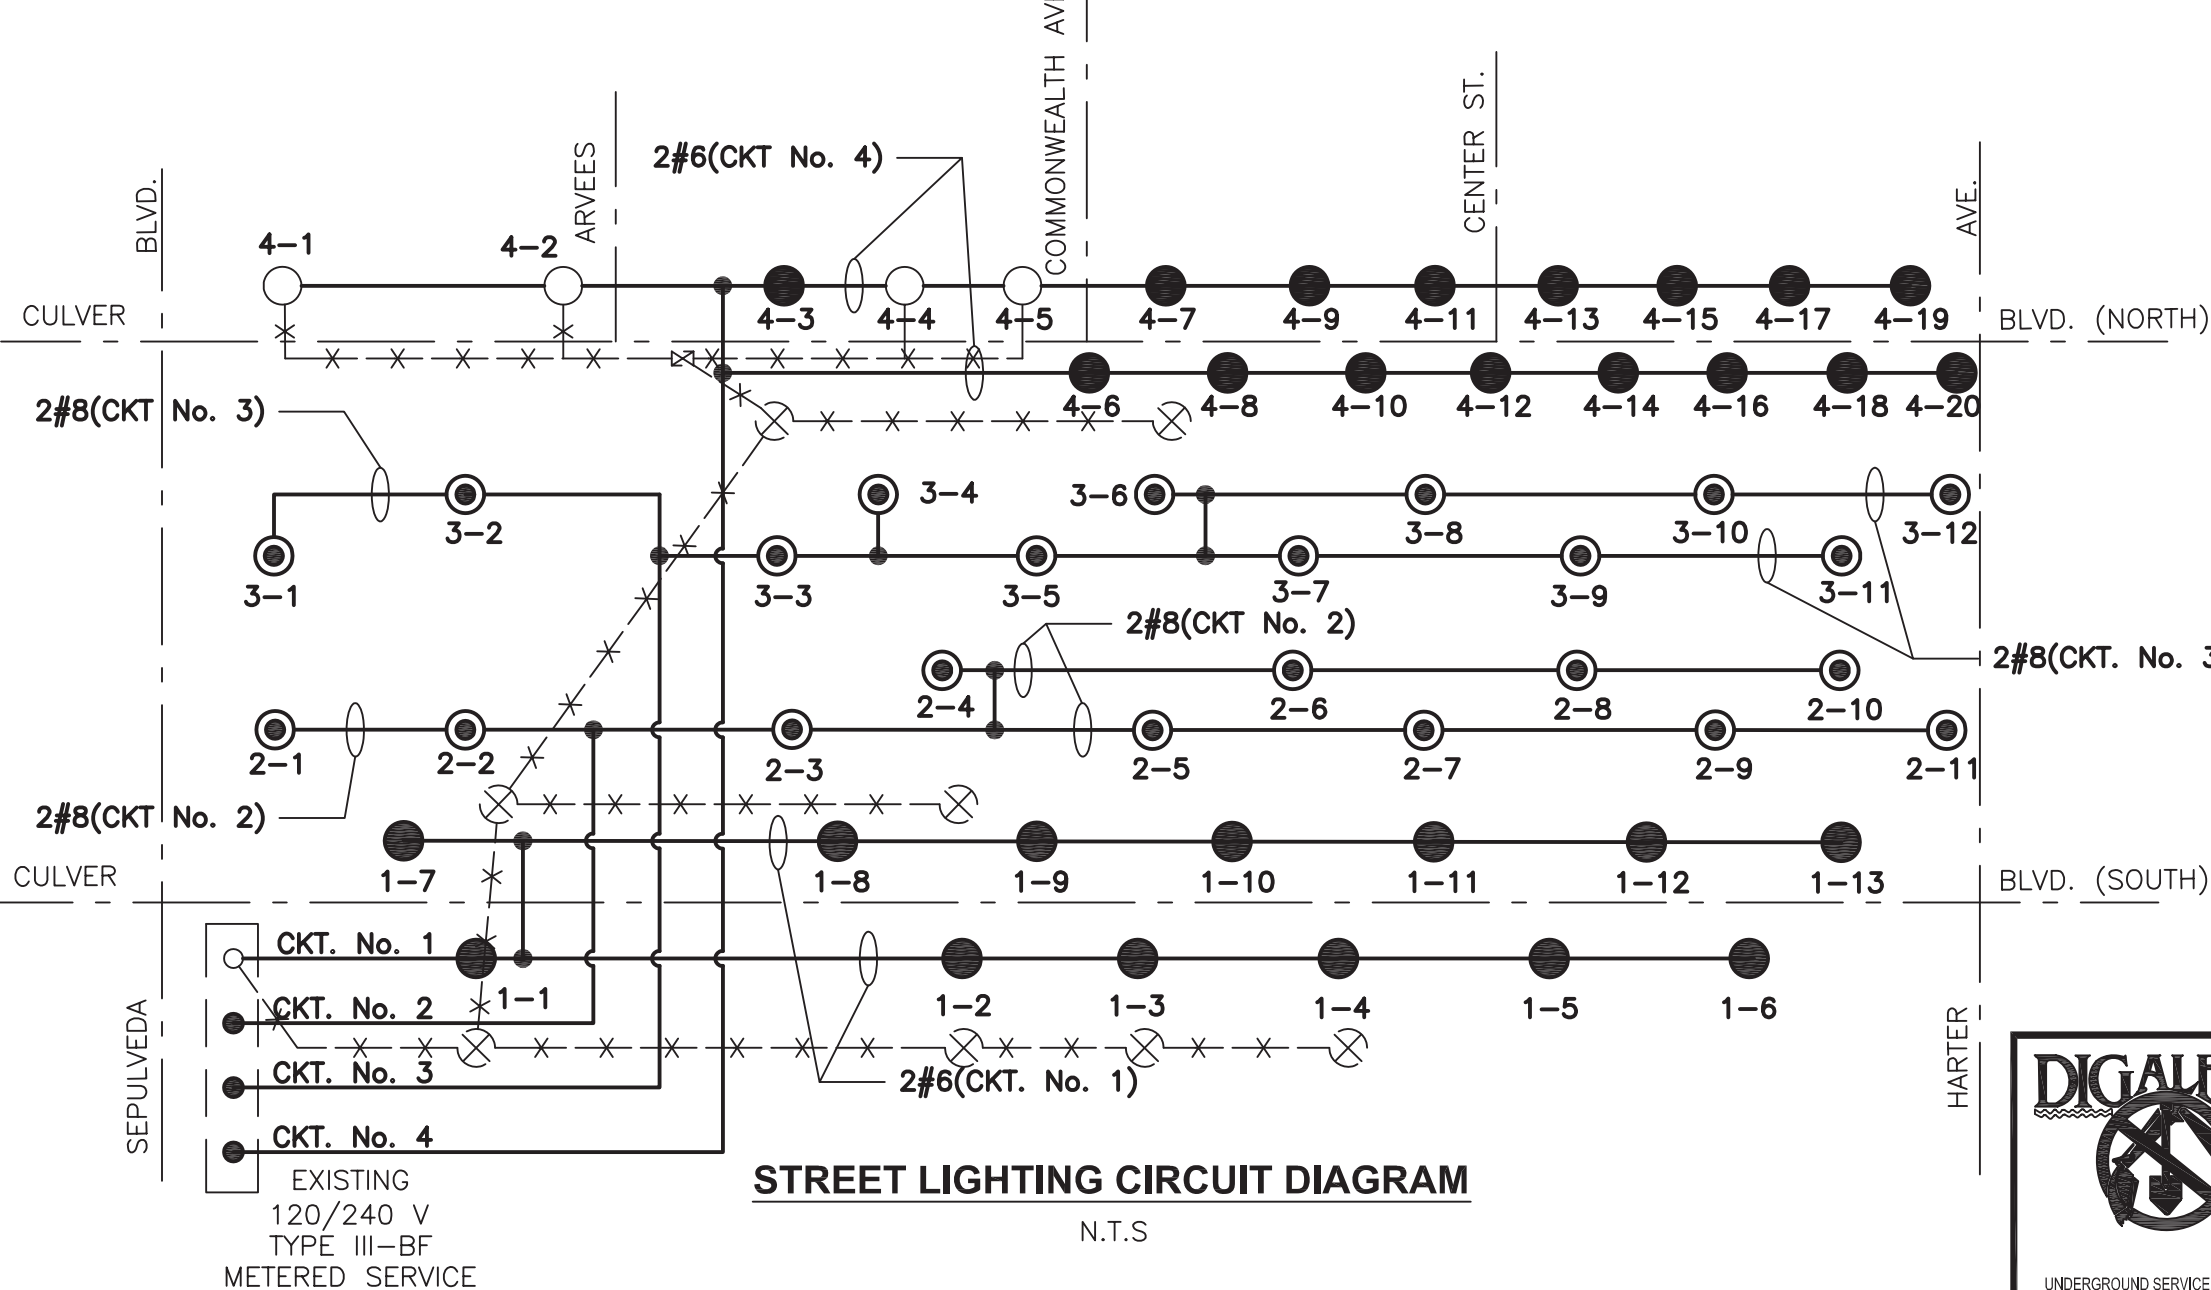 COMMONWEALTH
CENTER ST.
BLVD.
ARVEES
2#6(CKT No. 4)
AVE.
4-1
4-2
CULVER
4-3
4-4
4-5
4-7
4-9
4-11
4-13
4-15
4-17
4-19
BLVD. (NORTH)
2#8(CKT No. 3)
4-6
4-8
4-10
4-12
4-14
4-16
4-18
4-20
3-2
3-4
3-6
3-8
3-10
3-12
3-1
3-3
3-5
3-7
3-9
3-11
2#8(CKT No. 2)
2#8(CKT. No. 3
2-4
2-6
2-8
2-10
2-1
2-2
2-3
2-5
2-7
2-9
2-11
2#8(CKT No. 2)
CULVER
1-7
1-8
1-9
1-10
1-11
1-12
1-13
BLVD. (SOUTH)
CKT. No. 1
1-1
1-2
1-3
1-4
1-5
1-6
CKT. No. 2
SEPULVEDA
CKT. No. 3
2#6(CKT. No. 1)
HARTER
CKT. No. 4
EXISTING
120/240 V
TYPE III-BF
METERED SERVICE
STREET LIGHTING CIRCUIT DIAGRAM
N.T.S
UNDERGROUND SERVICE